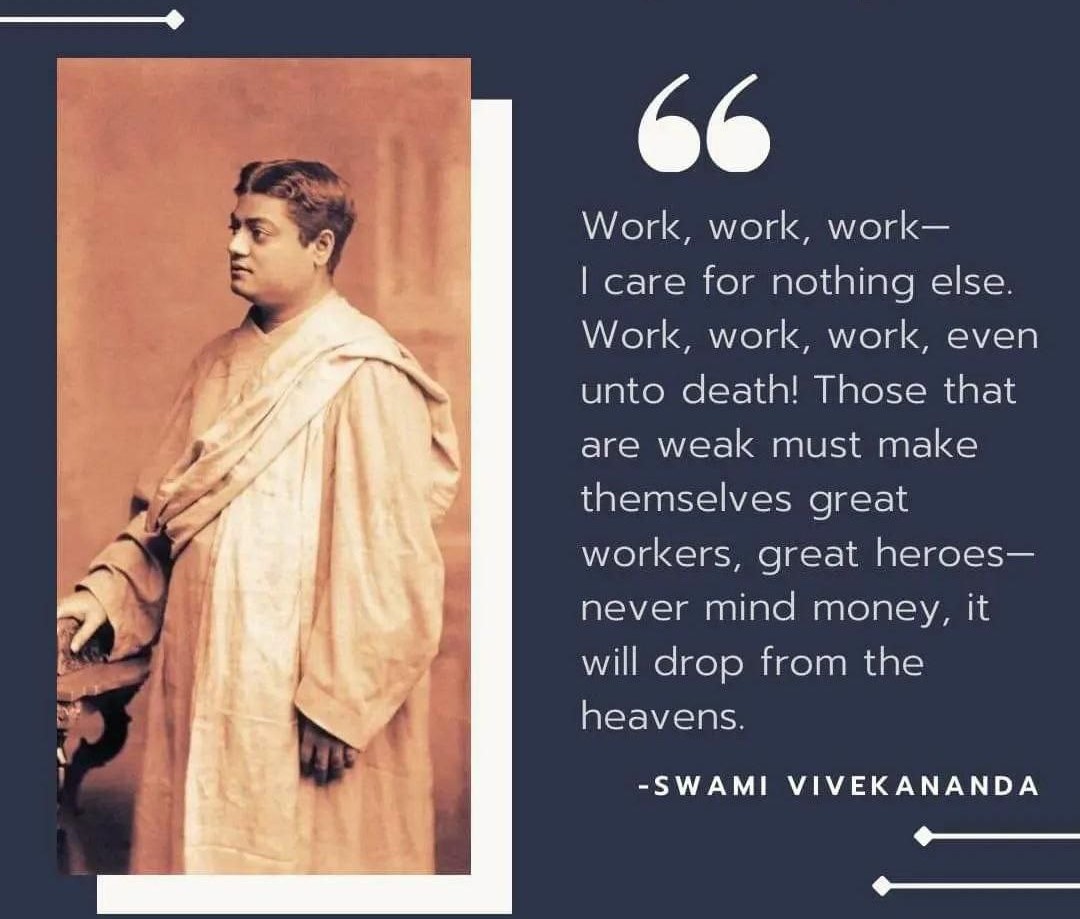 Work, work, work—
I care for nothing else.
Work, work, work, even
unto death! Those that
are weak must make
themselves great
workers, great heroes—
never mind money, it
will drop from the
heavens.
-SWAMI VIVEKANANDA